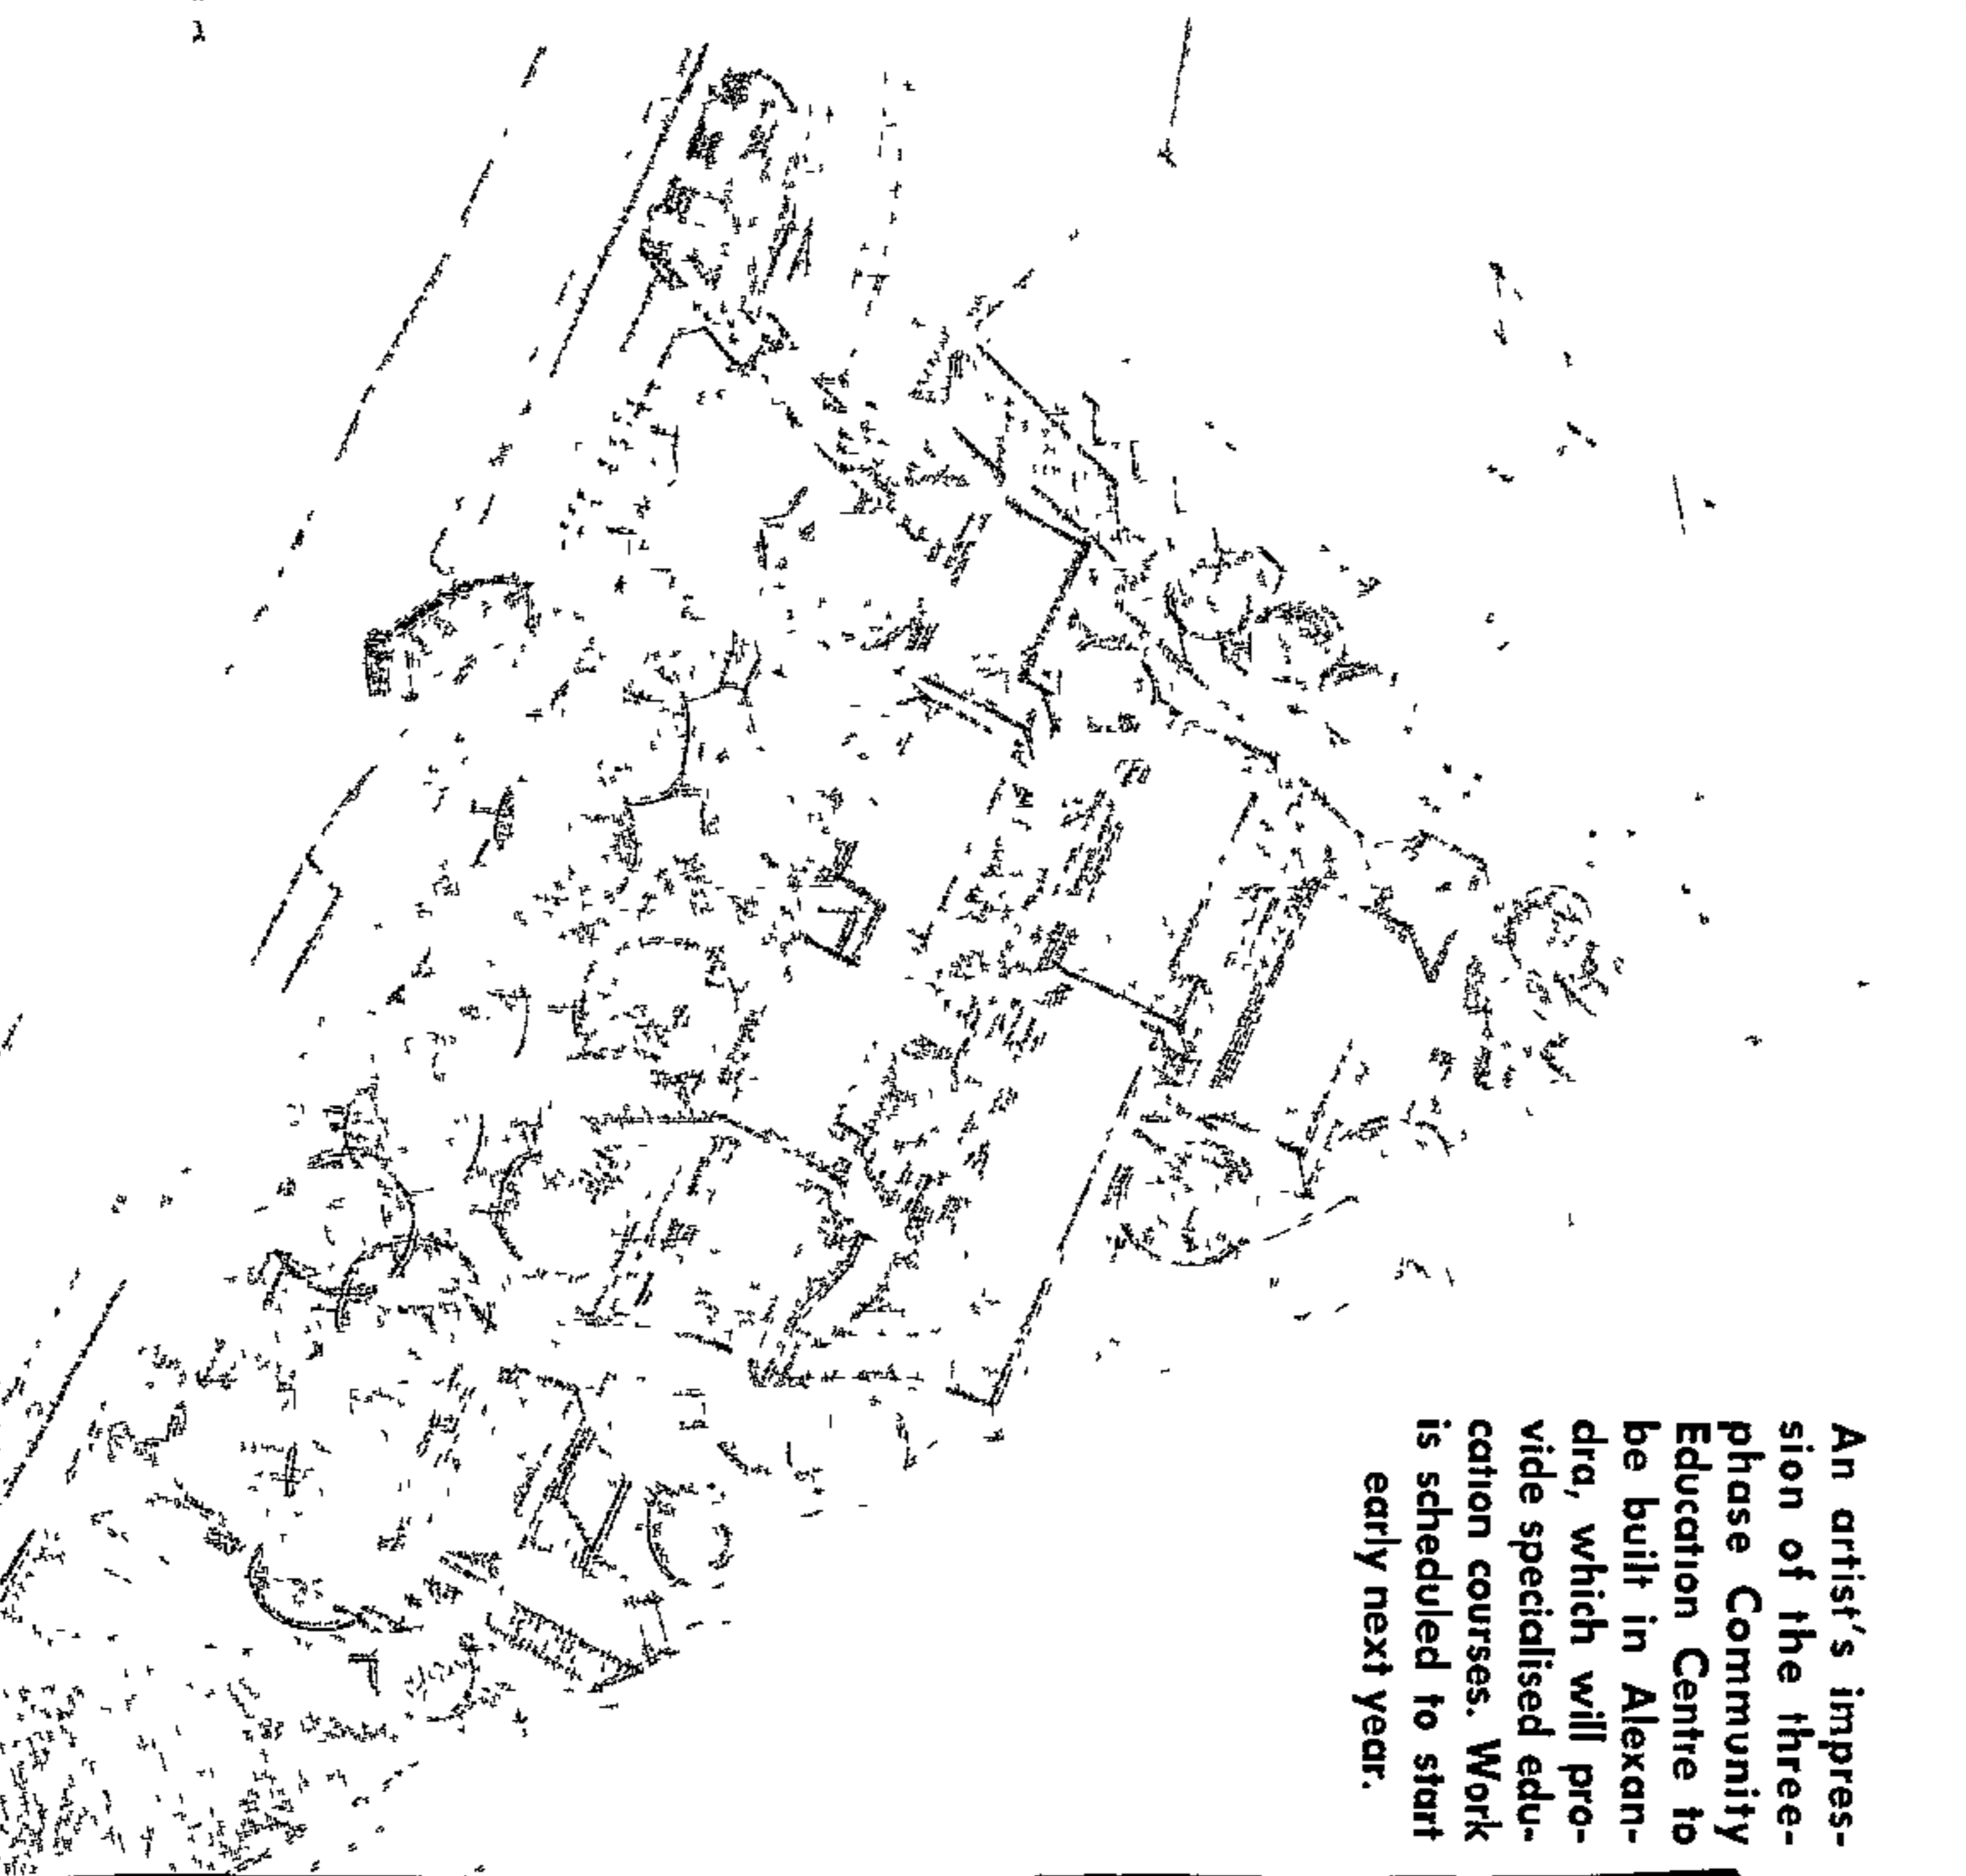 An artist's impres-
sion of the three-
phase Community
Education Centre to
be built in Alexan-
dra, which will pro-
vide specialised edu-
cation courses. Work
is scheduled to start
early next year.